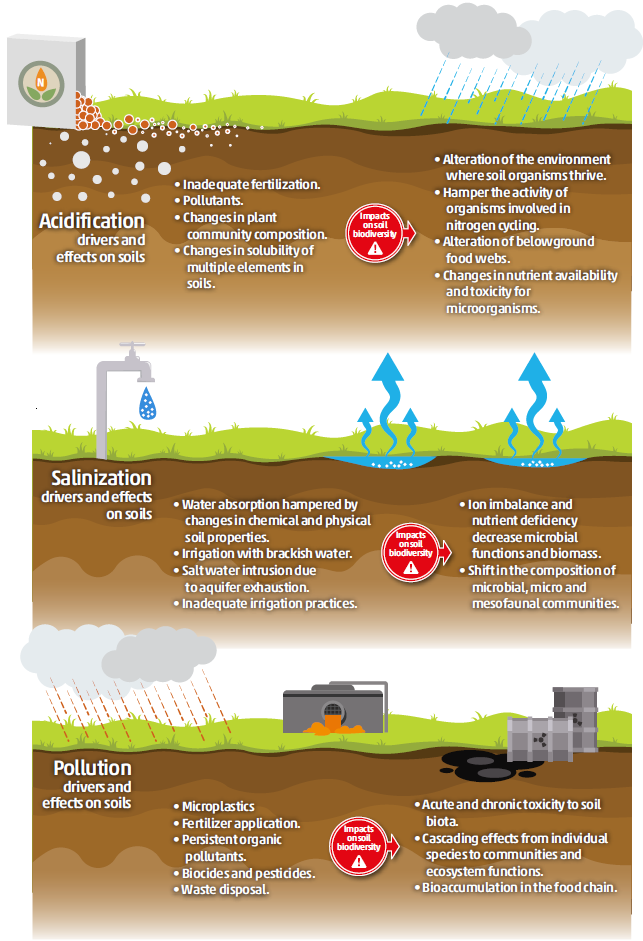 N
Acidification
drivers and
effects on soils
• Inadequate fertilization.
• Pollutants.
• Changes in plant
community composition.
• Changes in solubility of
multiple elements in
soils.
Impacts
on soil
biodiversity
• Alteration of the environment
where soil organisms thrive.
• Hamper the activity of
organisms involved in
nitrogen cycling.
• Alteration of belowground
food webs.
• Changes in nutrient availability
and toxicity for
microorganisms.
Salinization
drivers and effects
on soils
• Water absorption hampered by
changes in chemical and physical
soil properties.
• Irrigation with brackish water.
• Salt water intrusion due
to aquifer exhaustion.
• Inadequate irrigation practices.
Impacts
on soil
biodiversity
• Ion imbalance and
nutrient deficiency
decrease microbial
functions and biomass.
• Shift in the composition of
microbial, micro and
mesofaunal communities.
Pollution
drivers and
effects on soils
• Microplastics
• Fertilizer application.
• Persistent organic
pollutants.
• Biocides and pesticides.
• Waste disposal.
Impacts
on soil
biodiversity
• Acute and chronic toxicity to soil
biota.
• Cascading effects from individual
species to communities and
ecosystem functions.
• Bioaccumulation in the food chain.